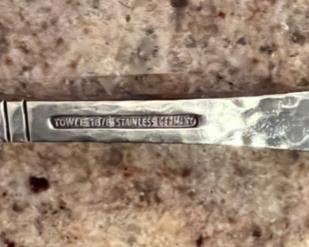 TOWLE 18/8 STAINLESS GERMANY